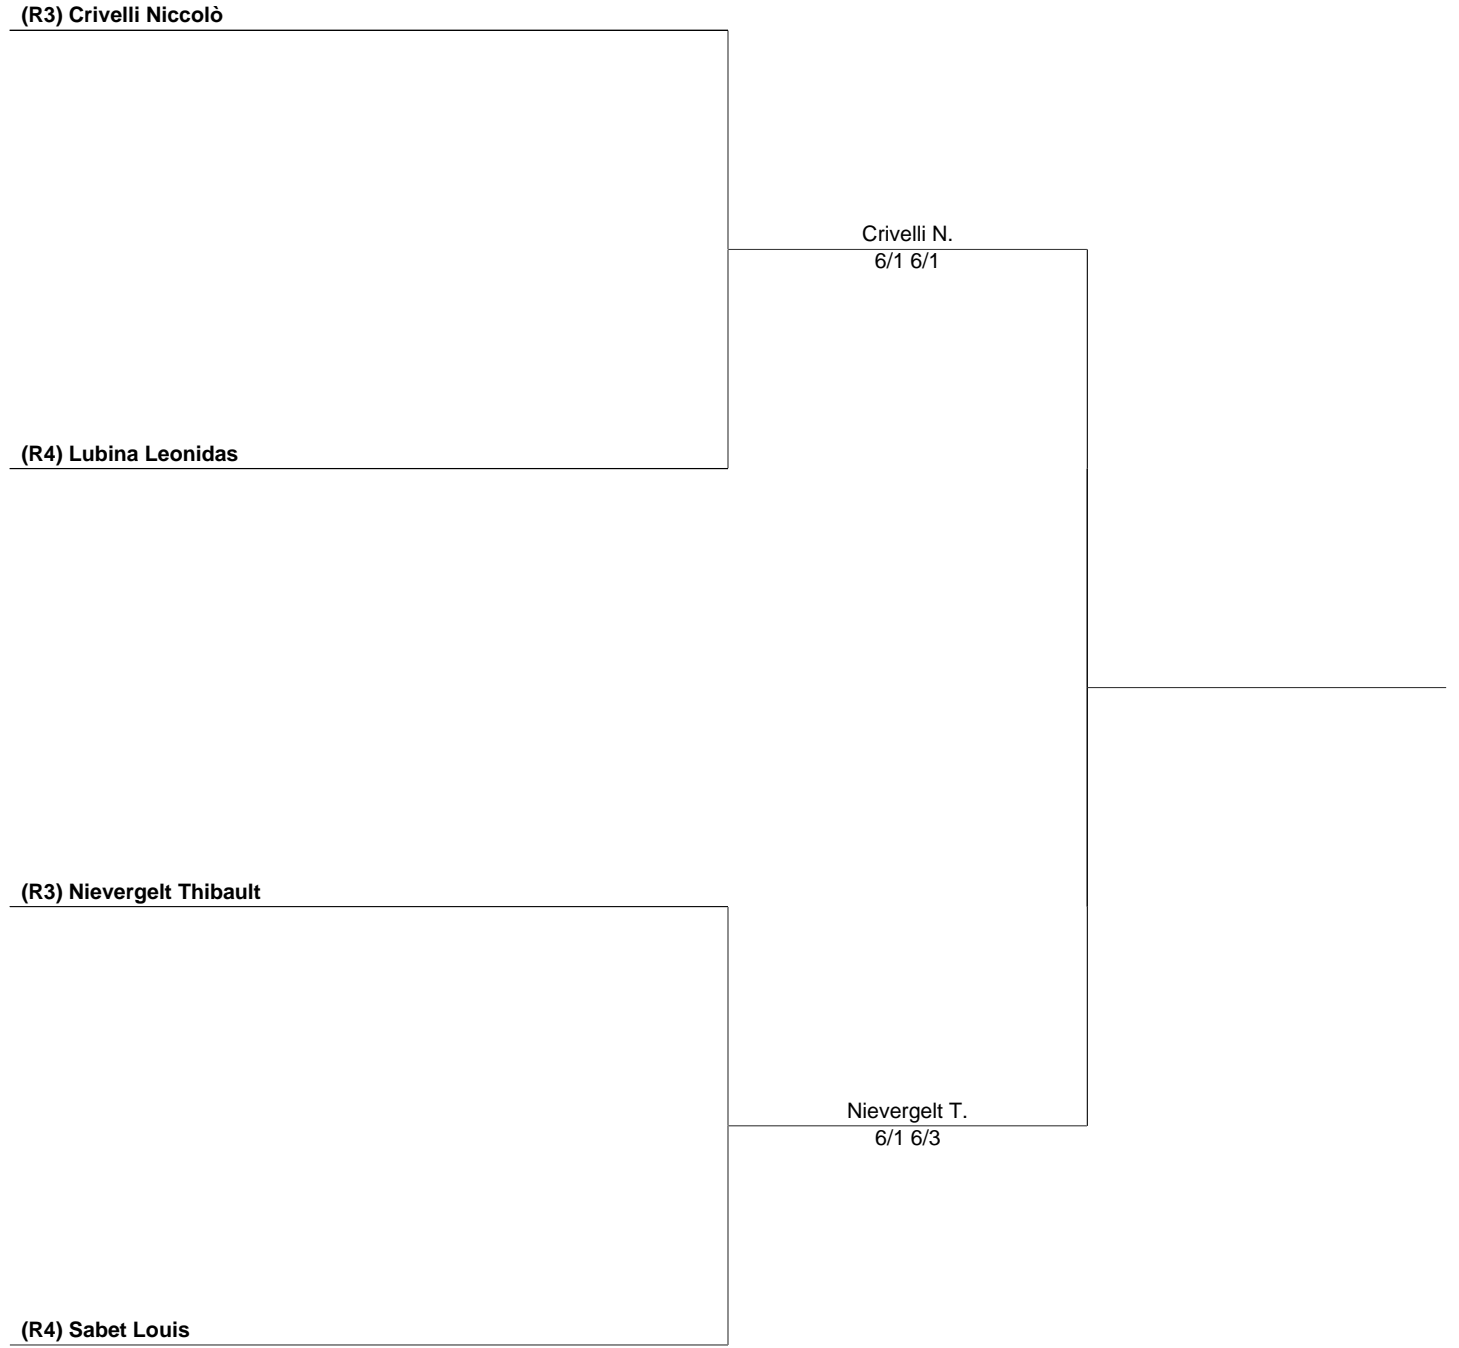 (R3) Crivelli Niccolò
Crivelli N.
6/1 6/1
(R4) Lubina Leonidas
(R3) Nievergelt Thibault
Nievergelt T.
6/1 6/3
(R4) Sabet Louis